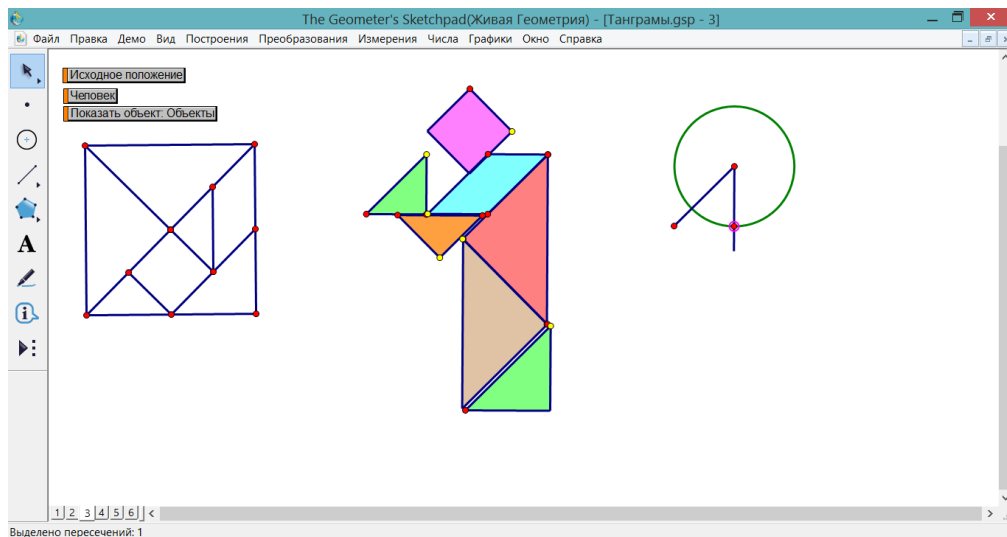 The Geometer's Sketchpad(Живая Геометрия) - [Танграмы.gsp - 3]
Файл Правка Демо Вид Построения Преобразования Измерения Числа Графики Окно Справка
Исходное положение
Человек
Показать объект: Объекты
A
1 2 3 4 5 6
Выделено пересечений: 1